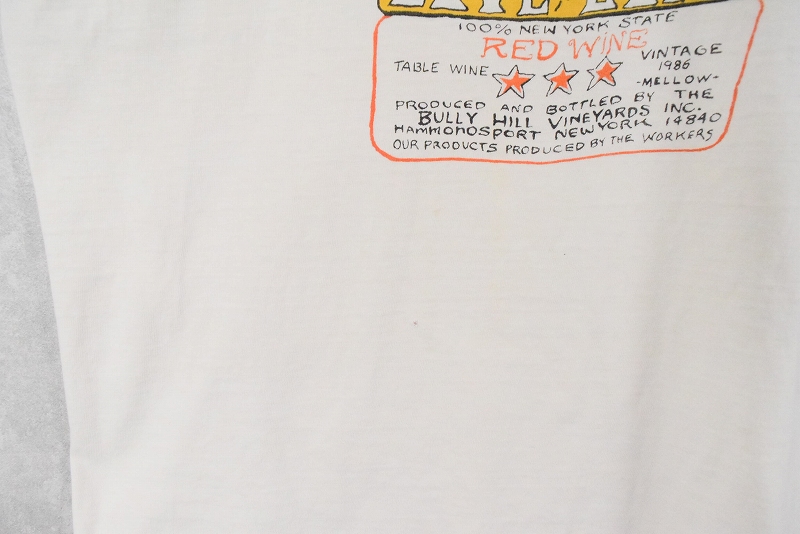 100% NEW YORK STATE
RED WINE
TABLE WINE
VINTAGE
1986
-MELLOW-
PRODUCED AND BOTTLED BY THE
BULLY HILL VINEYARDS INC.
HAMMONDSPORT NEW YORK 14840
OUR PRODUCTS PRODUCED BY THE WORKERS